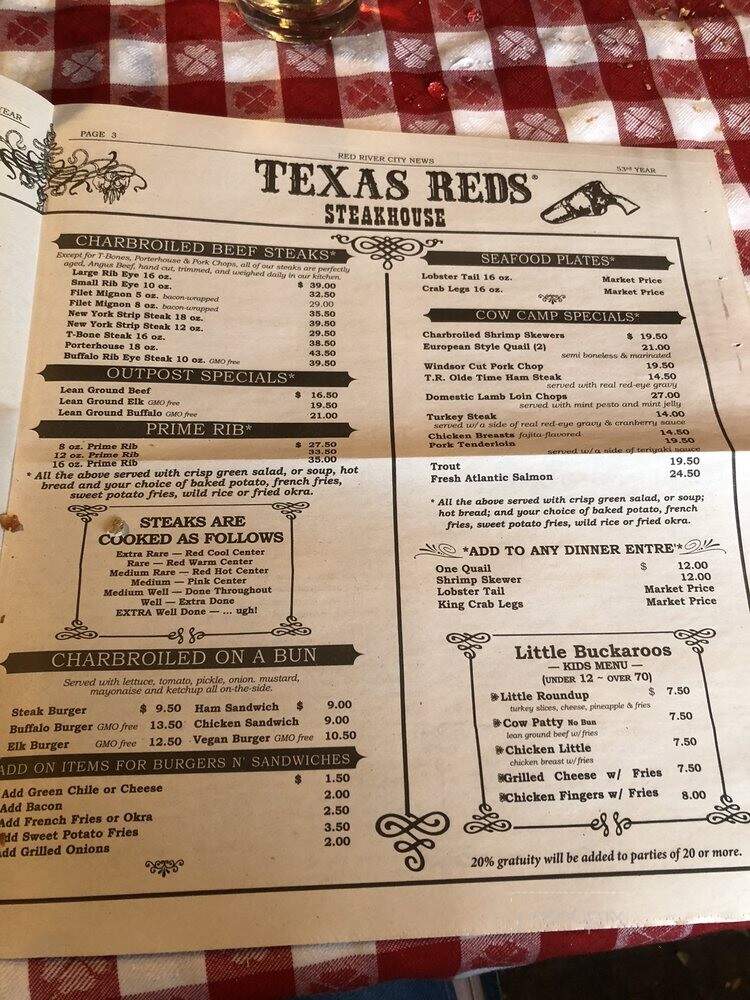 YEAR
PAGE 3
RED RIVER CITY NEWS
53rd YEAR
TEXAS REDS®
STEAKHOUSE
CHARBROILED BEEF STEAKS*
Except for T-Bones, Porterhouse & Pork Chops, all of our steaks are perfectly
aged, Angus Beef, hand cut, trimmed, and weighed daily in our kitchen.
Large Rib Eye 16 oz. $ 39.00
Small Rib Eye 10 oz. 32.50
Filet Mignon 5 oz. bacon-wrapped 29.00
Filet Mignon 8 oz. bacon-wrapped 35.50
New York Strip Steak 18 oz. 39.50
New York Strip Steak 12 oz. 29.50
T-Bone Steak 16 oz. 38.50
Porterhouse 18 oz. 43.50
Buffalo Rib Eye Steak 10 oz. GMO free 39.50
OUTPOST SPECIALS*
Lean Ground Beef $ 16.50
Lean Ground Elk GMO free 19.50
Lean Ground Buffalo GMO free 21.00
PRIME RIB*
8 oz. Prime Rib $ 27.50
12 oz. Prime Rib 33.50
16 oz. Prime Rib 35.00
* All the above served with crisp green salad, or soup, hot
bread and your choice of baked potato, french fries,
sweet potato fries, wild rice or fried okra.
STEAKS ARE
COOKED AS FOLLOWS
Extra Rare — Red Cool Center
Rare — Red Warm Center
Medium Rare — Red Hot Center
Medium — Pink Center
Medium Well — Done Throughout
Well — Extra Done
EXTRA Well Done — ... ugh!
CHARBROILED ON A BUN
Served with lettuce, tomato, pickle, onion. mustard,
mayonaise and ketchup all on-the-side.
Steak Burger $ 9.50 Ham Sandwich $ 9.00
Buffalo Burger GMO free 13.50 Chicken Sandwich 9.00
Elk Burger GMO free 12.50 Vegan Burger GMO free 10.50
ADD ON ITEMS FOR BURGERS N' SANDWICHES
Add Green Chile or Cheese $ 1.50
Add Bacon 2.00
Add French Fries or Okra 2.50
Add Sweet Potato Fries 3.50
Add Grilled Onions 2.00
SEAFOOD PLATES*
Lobster Tail 16 oz. Market Price
Crab Legs 16 oz. Market Price
COW CAMP SPECIALS*
Charbroiled Shrimp Skewers $ 19.50
European Style Quail (2) 21.00
semi boneless & marinated
Windsor Cut Pork Chop 19.50
T.R. Olde Time Ham Steak 14.50
served with real red-eye gravy
Domestic Lamb Loin Chops 27.00
served with mint pesto and mint jelly
Turkey Steak 14.00
served w/a side of real red-eye gravy & cranberry sauce
Chicken Breasts fajita-flavored 14.50
Pork Tenderloin 19.50
served w/a side of teriyaki sauce
Trout 19.50
Fresh Atlantic Salmon 24.50
* All the above served with crisp green salad, or soup;
hot bread; and your choice of baked potato, french
fries, sweet potato fries, wild rice or fried okra.
*ADD TO ANY DINNER ENTRE'*
One Quail $ 12.00
Shrimp Skewer 12.00
Lobster Tail Market Price
King Crab Legs Market Price
Little Buckaroos
— KIDS MENU —
(UNDER 12 ~ OVER 70)
Little Roundup $ 7.50
turkey slices, cheese, pineapple & fries
Cow Patty No Bun 7.50
lean ground beef w/fries
Chicken Little 7.50
chicken breast w/fries
Grilled Cheese w/ Fries 7.50
Chicken Fingers w/ Fries 8.00
20% gratuity will be added to parties of 20 or more.